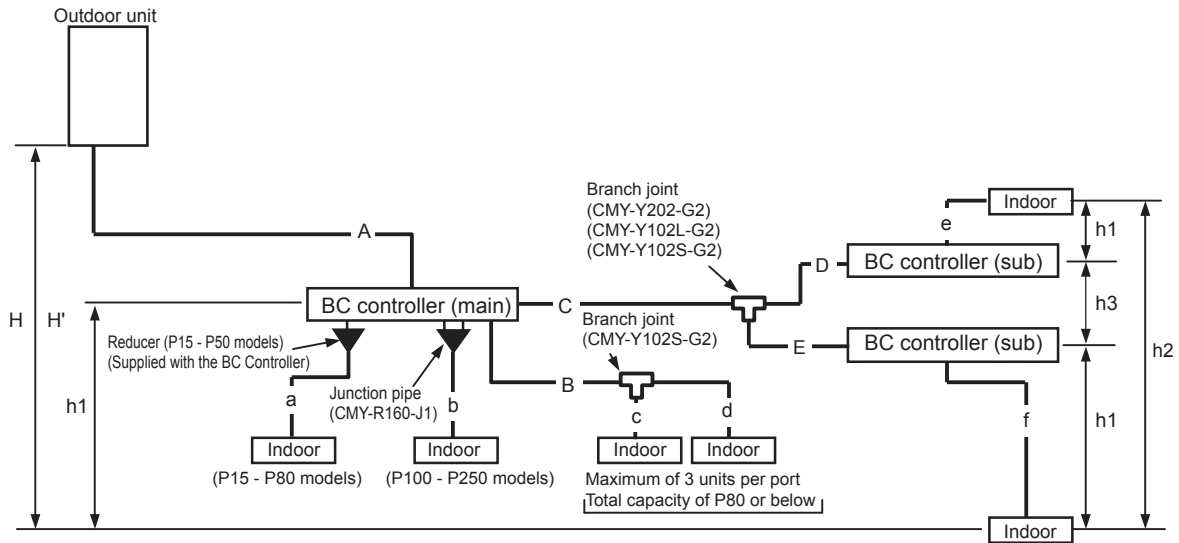 Outdoor unit
H
H'
A
Branch joint
(CMY-Y202-G2)
(CMY-Y102L-G2)
(CMY-Y102S-G2)
Indoor
e
h1
D
BC controller (sub)
BC controller (main)
C
h3
Reducer (P15 - P50 models)
(Supplied with the BC Controller)
Branch joint
(CMY-Y102S-G2)
E
BC controller (sub)
h2
h1
a
Junction pipe
(CMY-R160-J1)
b
B
c
d
f
h1
Indoor
Indoor
Indoor
Indoor
(P15 - P80 models)
(P100 - P250 models)
Maximum of 3 units per port
Total capacity of P80 or below
Indoor